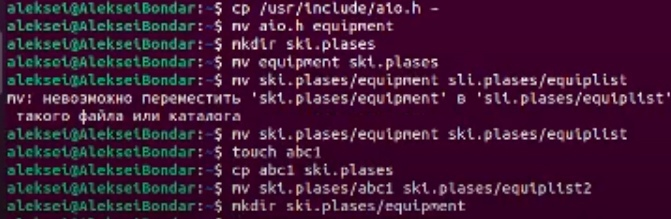 aleksei@AlekseiBondar:~$ cp /usr/include/aio.h ~
aleksei@AlekseiBondar:~$ mv aio.h equipment
aleksei@AlekseiBondar:~$ mkdir ski.plases
aleksei@AlekseiBondar:~$ mv equipment ski.plases
aleksei@AlekseiBondar:~$ mv ski.plases/equipment sli.plases/equiplist
mv: невозможно переместить 'ski.plases/equipment' в 'sli.plases/equiplist'
такого файла или каталога
aleksei@AlekseiBondar:~$ mv ski.plases/equipment ski.plases/equiplist
aleksei@AlekseiBondar:~$ touch abc1
aleksei@AlekseiBondar:~$ cp abc1 ski.plases
aleksei@AlekseiBondar:~$ mv ski.plases/abc1 ski.plases/equiplist2
aleksei@AlekseiBondar:~$ mkdir ski.plases/equipment